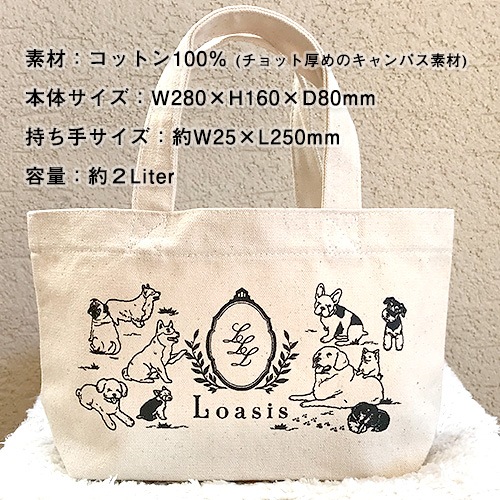 素材：コットン100% (チョット厚めのキャンバス素材)
本体サイズ：W280×H160×D80mm
持ち手サイズ：約W25×L250mm
容量：約２Liter
LLL
Loasis